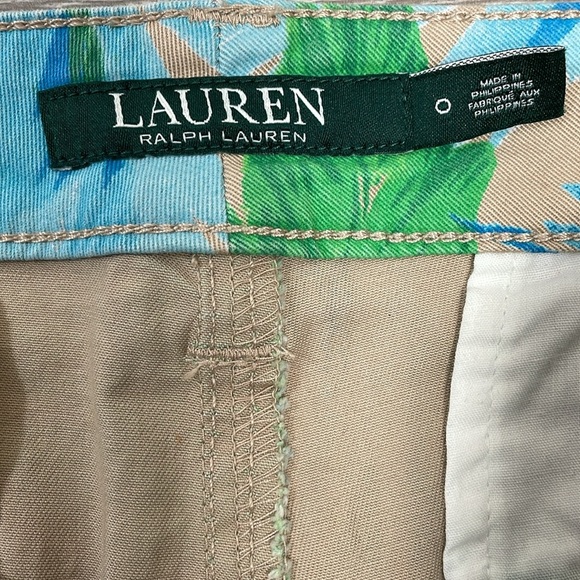 LAUREN
RALPH LAUREN
0
MADE IN
PHILIPPINES
FABRIQUÉ AUX
PHILIPPINES